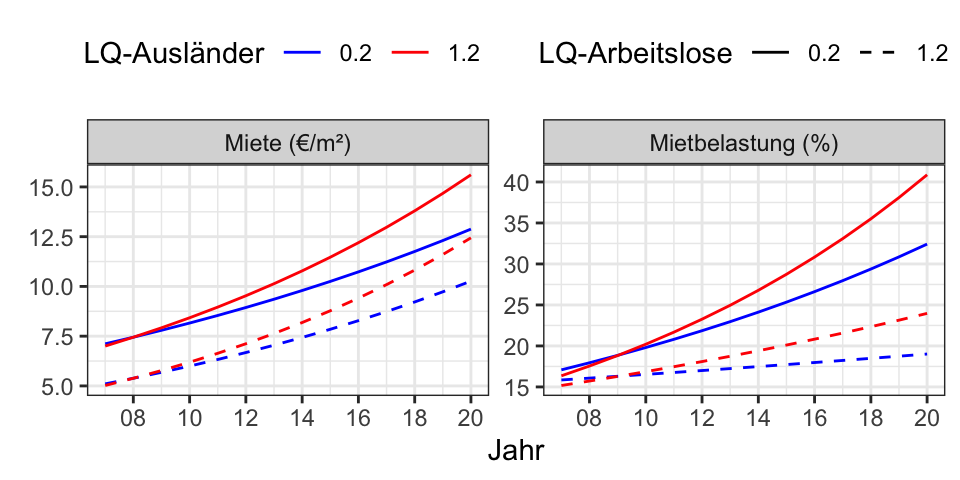 LQ-Ausländer 0.2 1.2 LQ-Arbeitslose 0.2 1.2
Miete (€/m²) Mietbelastung (%)
15.0
12.5
10.0
7.5
5.0
40
35
30
25
20
15
08 10 12 14 16 18 20 08 10 12 14 16 18 20
Jahr